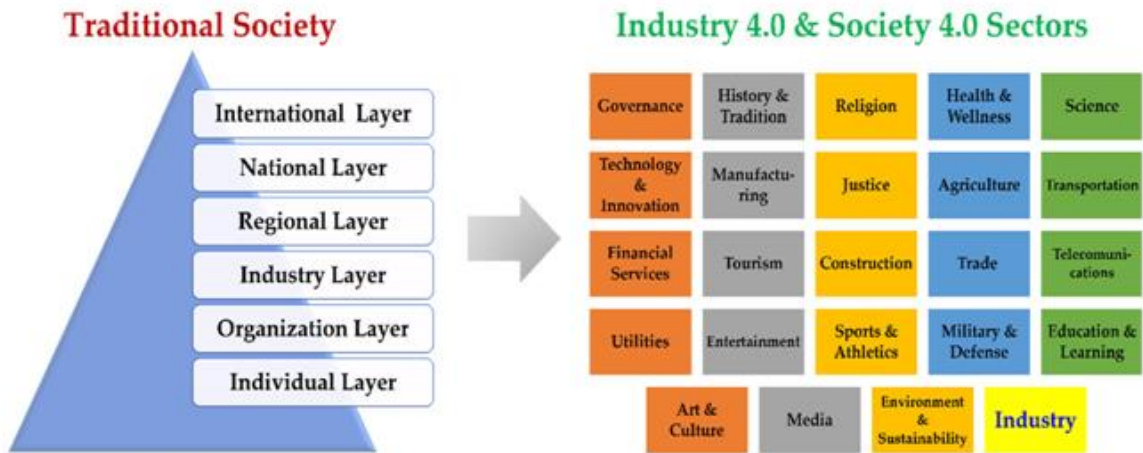 Traditional Society
International Layer
National Layer
Regional Layer
Industry Layer
Organization Layer
Individual Layer
Industry 4.0 & Society 4.0 Sectors
Governance
History &
Tradition
Religion
Health &
Wellness
Science
Technology
&
Innovation
Manufactu-
ring
Justice
Agriculture
Transportation
Financial
Services
Tourism
Construction
Trade
Telecomuni-
cations
Utilities
Entertainment
Sports &
Athletics
Military &
Defense
Education &
Learning
Art &
Culture
Media
Environment
&
Sustainability
Industry